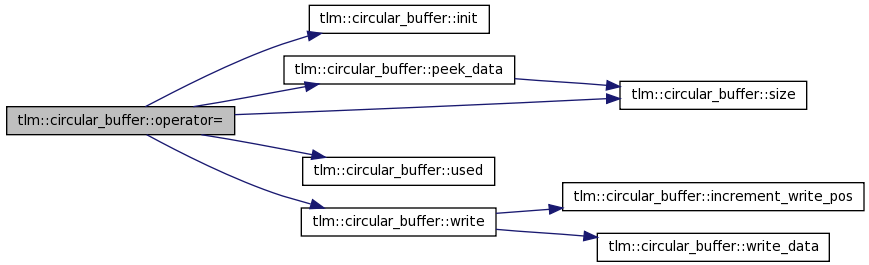 tlm::circular_buffer::init
tlm::circular_buffer::peek_data
tlm::circular_buffer::size
tlm::circular_buffer::operator=
tlm::circular_buffer::used
tlm::circular_buffer::increment_write_pos
tlm::circular_buffer::write
tlm::circular_buffer::write_data